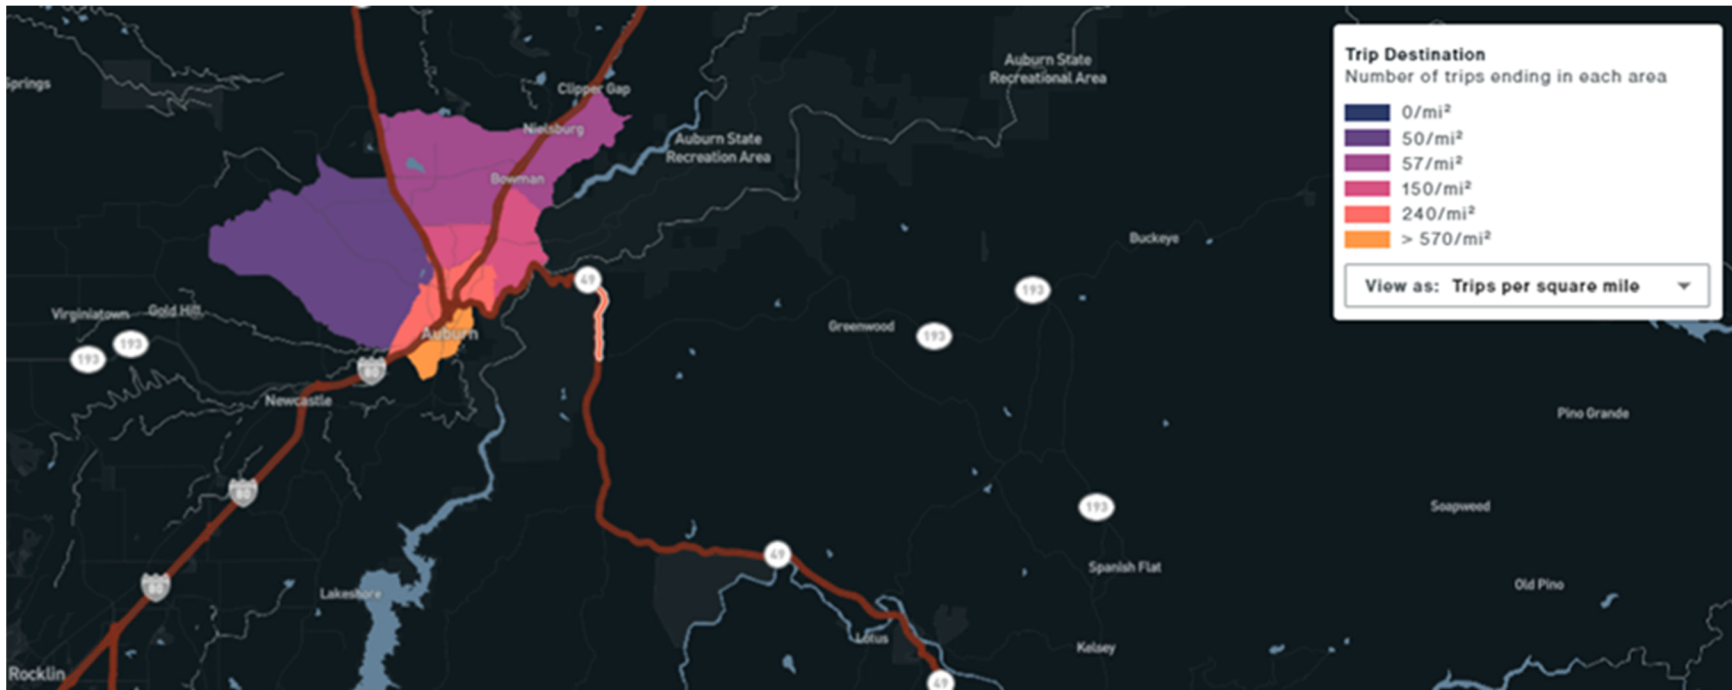 Springs
Auburn State
Recreational Area
Trip Destination
Number of trips ending in each area
0/mi²
50/mi²
57/mi²
150/mi²
240/mi²
> 570/mi²
View as: Trips per square mile
Clipper Gap
Nielsburg
Auburn State
Recreation Area
Bowman
Buckeye
49
193
Virginiatown
Gold Hill
Greenwood
193
Auburn
193
193
80
Newcastle
Pino Grande
80
193
Soapweed
49
Spanish Flat
80
Lakeshore
Old Pino
Lotus
Kelsey
Rocklin
49